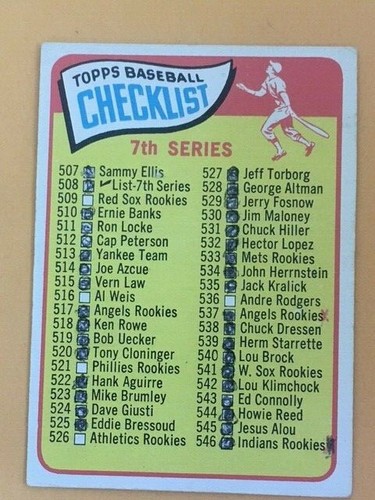 TOPPS BASEBALL
CHECKLIST
7th SERIES
507 Sammy Ellis
508 List-7th Series
509 Red Sox Rookies
510 Ernie Banks
511 Ron Locke
512 Cap Peterson
513 Yankee Team
514 Joe Azcue
515 Vern Law
516 Al Weis
517 Angels Rookies
518 Ken Rowe
519 Bob Uecker
520 Tony Cloninger
521 Phillies Rookies
522 Hank Aguirre
523 Mike Brumley
524 Dave Giusti
525 Eddie Bressoud
526 Athletics Rookies
527 Jeff Torborg
528 George Altman
529 Jerry Fosnow
530 Jim Maloney
531 Chuck Hiller
532 Hector Lopez
533 Mets Rookies
534 John Herrnstein
535 Jack Kralick
536 Andre Rodgers
537 Angels Rookies
538 Chuck Dressen
539 Herm Starrette
540 Lou Brock
541 W. Sox Rookies
542 Lou Klimchock
543 Ed Connolly
544 Howie Reed
545 Jesus Alou
546 Indians Rookies